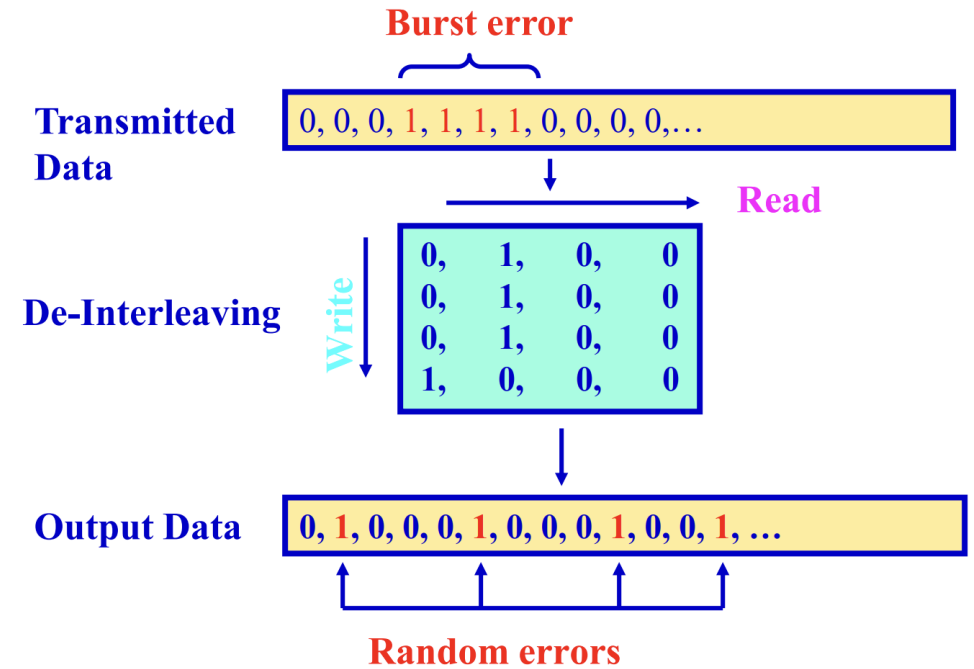 Burst error
Transmitted
Data
0, 0, 0, 1, 1, 1, 1, 0, 0, 0, 0,...
Read
De-Interleaving
Write
0, 1, 0, 0
0, 1, 0, 0
0, 1, 0, 0
1, 0, 0, 0
Output Data
0, 1, 0, 0, 0, 1, 0, 0, 0, 1, 0, 0, 1, ...
Random errors